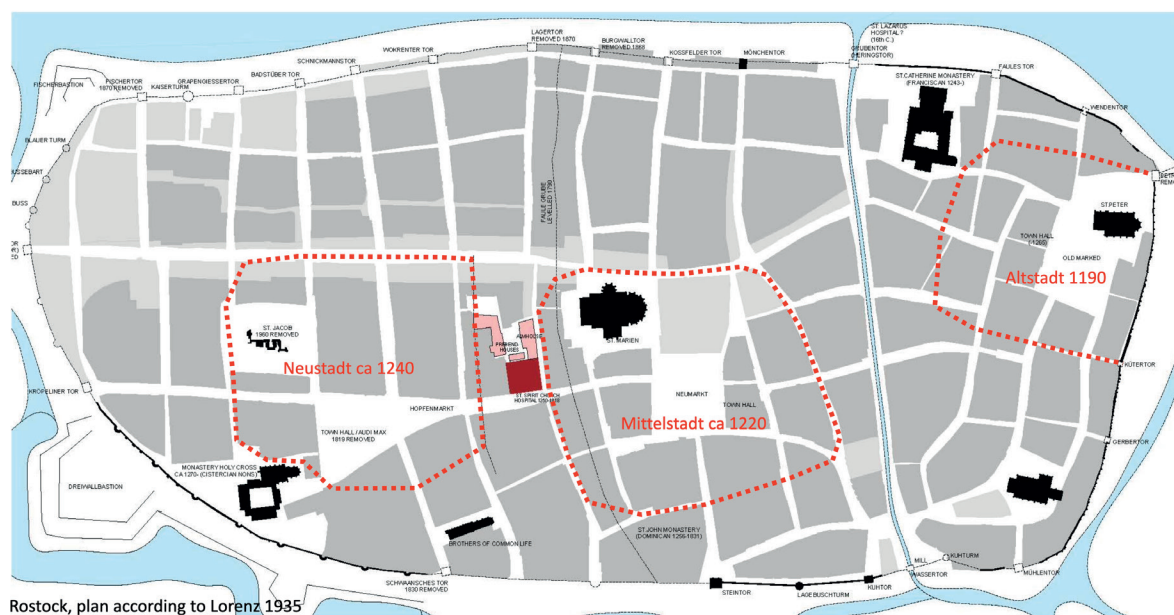 ST. LAZARUS
HOSPITAL ?
(16th C.)
LAGERTOR
REMOVED 1870
BURGWALLTOR
REMOVED 1868
WOKRENTER TOR
KOSSFELDER TOR
MÖNCHENTOR
GRUBENTOR
(HERINGSTOR)
SCHNICKMANNSTOR
ST.CATHERINE MONASTERY
(FRANCISCAN 1243-)
FAULES TOR
BADSTÜBER TOR
GRAPENGIESSERTOR
FISCHERTOR
1870 REMOVED
KAISERTURM
FISCHERBASTION
WENDENTOR
BLAUER TURM
BUSS
FAULE GRUBE
LEVELLED 1790
ST.PETER
TOWN HALL
OLD MARKED
Altstadt 1190
ST. JACOB
1960 REMOVED
ALMHOUSE
HOUSES
ST. MARIEN
Neustadt ca 1240
KÜTERTOR
KRÖPELINER TOR
ST. SPIRIT CHURCH
NEUMARKT
TOWN HALL
HOPFENMARKT
Mittelstadt ca 1220
TOWN HALL / AUDI MAX
1819 REMOVED
GERBERTOR
MONASTERY HOLY CROSS
CA 1270- (CISTERCIAN NONS)
DREIWALLBASTION
ST.JOHN MONASTERY
(DOMINICAN 1256-1831)
BROTHERS OF COMMON LIFE
SCHWAANSCHES TOR
1830 REMOVED
STEINTOR
LAGEBUSCHTURM
KUHTOR
MILL
WASSERTOR
KUHTURM
MÜHLENTOR
Rostock, plan according to Lorenz 1935